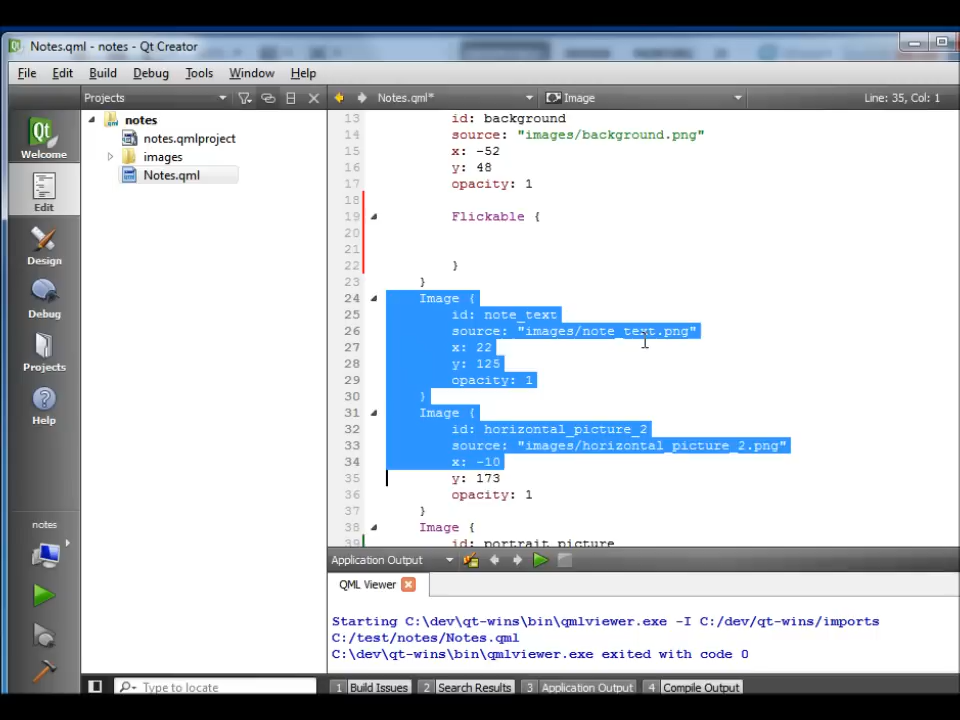 Notes.qml - notes - Qt Creator
File Edit Build Debug Tools Window Help
Projects Notes.qml* Image Line: 35, Col: 1
Welcome
Edit
Design
Debug
Projects
Help
notes
notes
notes.qmlproject
images
Notes.qml
13 id: background
14 source: "images/background.png"
15 x: -52
16 y: 48
17 opacity: 1
18
19 Flickable {
20
21
22 }
23 }
24 Image {
25 id: note_text
26 source: "images/note_text.png"
27 x: 22
28 y: 125
29 opacity: 1
30 }
31 Image {
32 id: horizontal_picture_2
33 source: "images/horizontal_picture_2.png"
34 x: -10
35 y: 173
36 opacity: 1
37 }
38 Image {
39 id: portrait_picture
Application Output
QML Viewer
Starting C:\dev\qt-wins\bin\qmlviewer.exe -I C:/dev/qt-wins/imports
C:/test/notes/Notes.qml
C:\dev\qt-wins\bin\qmlviewer.exe exited with code 0
Type to locate 1 Build Issues 2 Search Results 3 Application Output 4 Compile Output